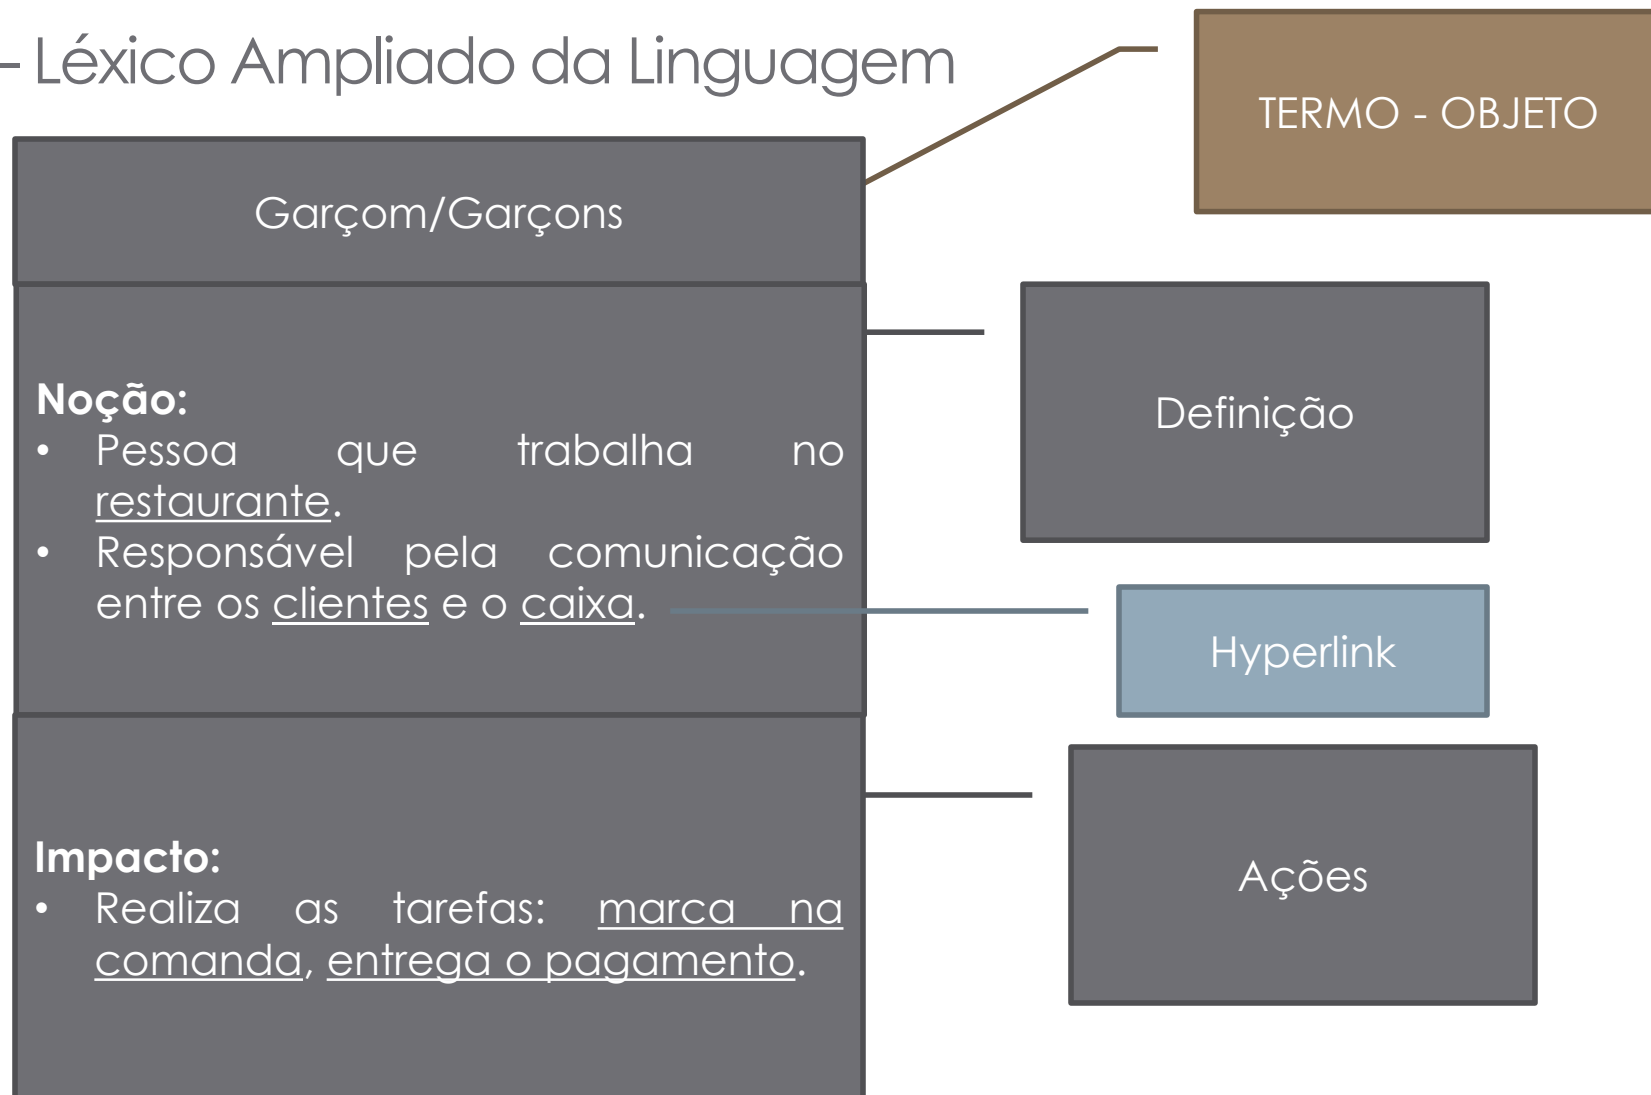 – Léxico Ampliado da Linguagem
TERMO - OBJETO
Garçom/Garçons
Noção:
• Pessoa que trabalha no
restaurante.
• Responsável pela comunicação
entre os clientes e o caixa.
Definição
Hyperlink
Impacto:
• Realiza as tarefas: marca na
comanda, entrega o pagamento.
Ações